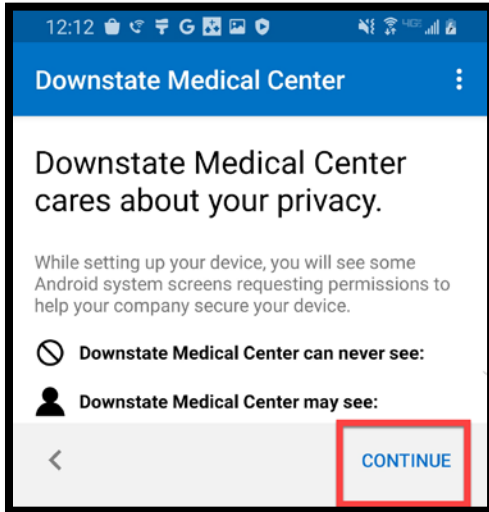 12:12 G 4GE
Downstate Medical Center
Downstate Medical Center
cares about your privacy.
While setting up your device, you will see some
Android system screens requesting permissions to
help your company secure your device.
Downstate Medical Center can never see:
Downstate Medical Center may see:
CONTINUE